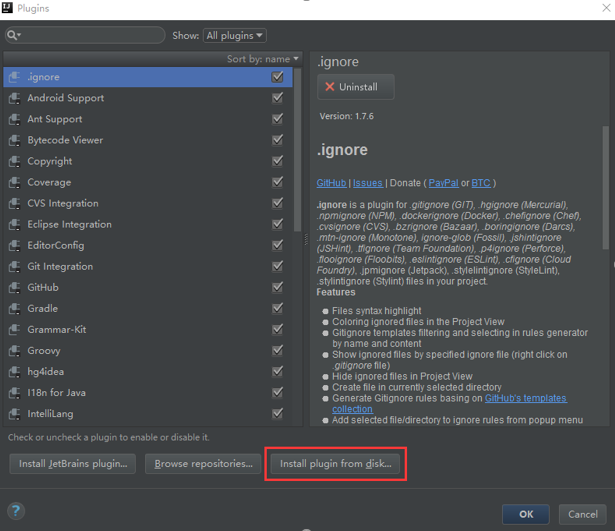 Plugins
Show: All plugins
Sort by: name
.ignore
Android Support
Ant Support
Bytecode Viewer
Copyright
Coverage
CVS Integration
Eclipse Integration
EditorConfig
Git Integration
GitHub
Gradle
Grammar-Kit
Groovy
hg4idea
I18n for Java
IntelliLang
.ignore
Uninstall
Version: 1.7.6
.ignore
GitHub | Issues | Donate ( PayPal or BTC )
.ignore is a plugin for .gitignore (GIT), .hgignore (Mercurial),
.npmignore (NPM), .dockerignore (Docker), .chefignore (Chef),
.cvsignore (CVS), .bzrignore (Bazaar), .boringignore (Darcs),
.mtn-ignore (Monotone), ignore-glob (Fossil), .jshintignore
(JSHint), .tfignore (Team Foundation), .p4ignore (Perforce),
.flooignore (Floobits), .eslintignore (ESLint), .cfignore (Cloud
Foundry), .jpmignore (Jetpack), .stylelintignore (StyleLint),
.stylintignore (Stylint) files in your project.
Features
Files syntax highlight
Coloring ignored files in the Project View
Gitignore templates filtering and selecting in rules generator
by name and content
Show ignored files by specified ignore file (right click on
.gitignore file)
Hide ignored files in Project View
Create file in currently selected directory
Generate Gitignore rules basing on GitHub's templates
collection
Add selected file/directory to ignore rules from popup menu
Check or uncheck a plugin to enable or disable it.
Install JetBrains plugin...
Browse repositories...
Install plugin from disk...
?
OK
Cancel